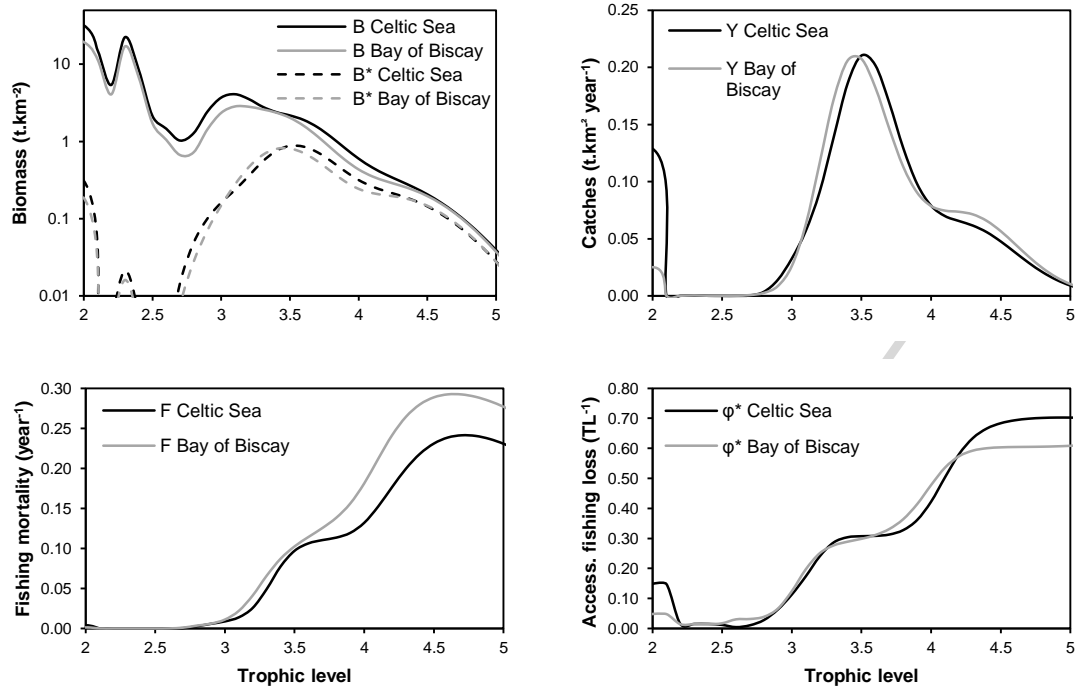 Biomass (t.km-²)
10
1
0.1
0.01
2 2.5 3 3.5 4 4.5 5
B Celtic Sea
B Bay of Biscay
B* Celtic Sea
B* Bay of Biscay
Catches (t.km-² year-¹)
0.25
0.20
0.15
0.10
0.05
0.00
2 2.5 3 3.5 4 4.5 5
Y Celtic Sea
Y Bay of
Biscay
Fishing mortality (year-¹)
0.30
0.25
0.20
0.15
0.10
0.05
0.00
2 2.5 3 3.5 4 4.5 5
F Celtic Sea
F Bay of Biscay
Trophic level
Access. fishing loss (TL-¹)
0.80
0.70
0.60
0.50
0.40
0.30
0.20
0.10
0.00
2 2.5 3 3.5 4 4.5 5
φ* Celtic Sea
φ* Bay of Biscay
Trophic level